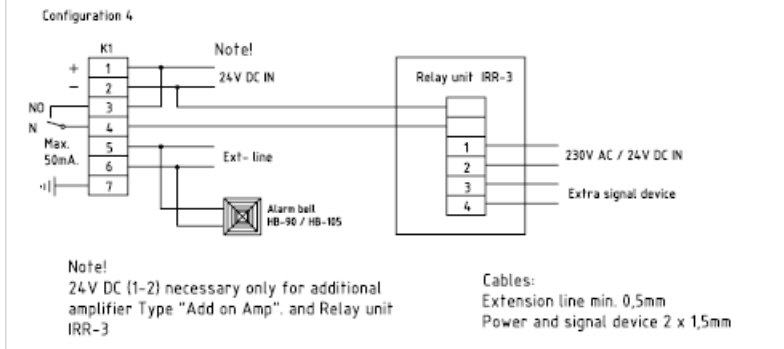 Configuration 4
K1
Note!
+ 1
24V DC IN
- 2
Relay unit IRR-3
NO 3
N 4
Max.
50mA.
5
Ext- line
6
7
1
230V AC / 24V DC IN
2
3
Extra signal device
4
Alarm bell
HB-90 / HB-105
Note!
24V DC (1-2) necessary only for additional
amplifier Type "Add on Amp". and Relay unit
IRR-3
Cables:
Extension line min. 0,5mm
Power and signal device 2 x 1,5mm